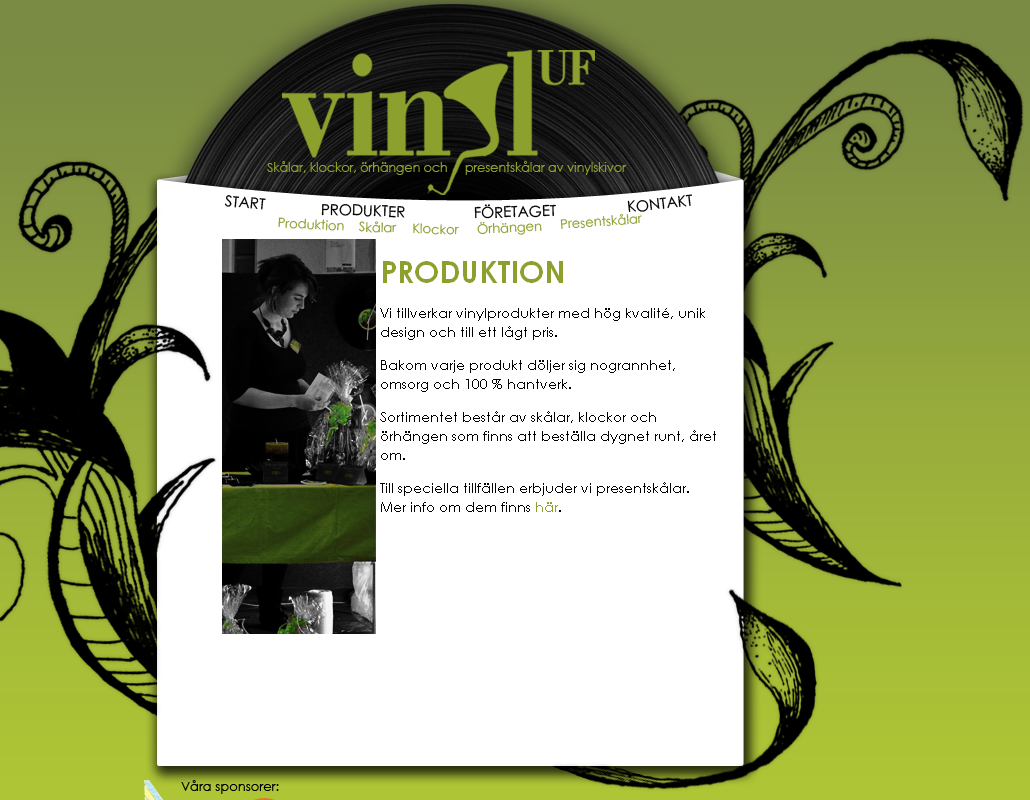 vinyl UF
Skålar, klockor, örhängen och presentskålar av vinylskivor
START PRODUKTER FÖRETAGET KONTAKT
Produktion Skålar Klockor Örhängen Presentskålar
PRODUKTION
Vi tillverkar vinylprodukter med hög kvalité, unik
design och till ett lågt pris.
Bakom varje produkt döljer sig nogrannhet,
omsorg och 100 % hantverk.
Sortimentet består av skålar, klockor och
örhängen som finns att beställa dygnet runt, året
om.
Till speciella tillfällen erbjuder vi presentskålar.
Mer info om dem finns här.
Våra sponsorer: